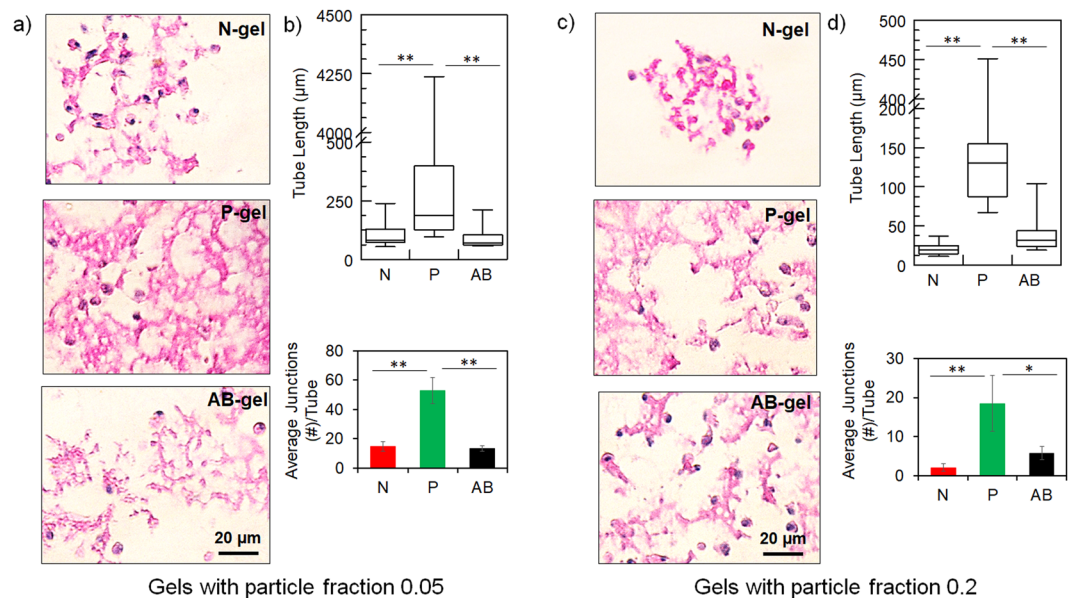 a)
N-gel
P-gel
AB-gel
20 µm
b)
Tube Length (µm)
4500
4250
4000
500
250
0
**
**
N
P
AB
Average Junctions
(#)/Tube
80
60
40
20
0
**
**
N
P
AB
Gels with particle fraction 0.05
c)
N-gel
P-gel
AB-gel
20 µm
d)
Tube Length (µm)
500
450
400
200
150
100
50
0
**
**
N
P
AB
Average Junctions
(#)/Tube
30
20
10
0
**
*
N
P
AB
Gels with particle fraction 0.2